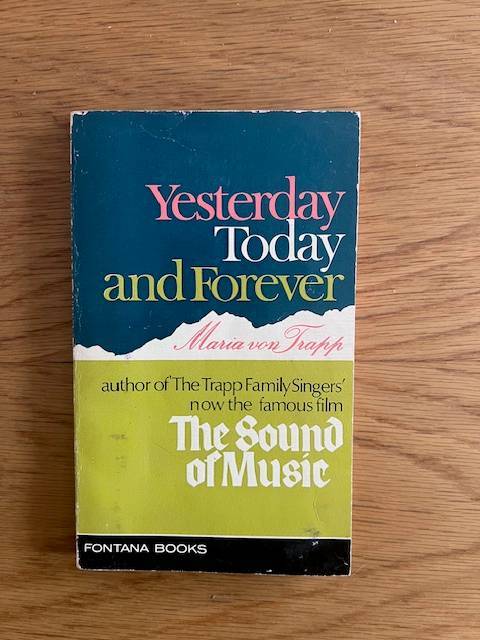 Yesterday
Today
and Forever
Maria von Trapp
author of 'The Trapp Family Singers'
now the famous film
The Sound
of Music
FONTANA BOOKS